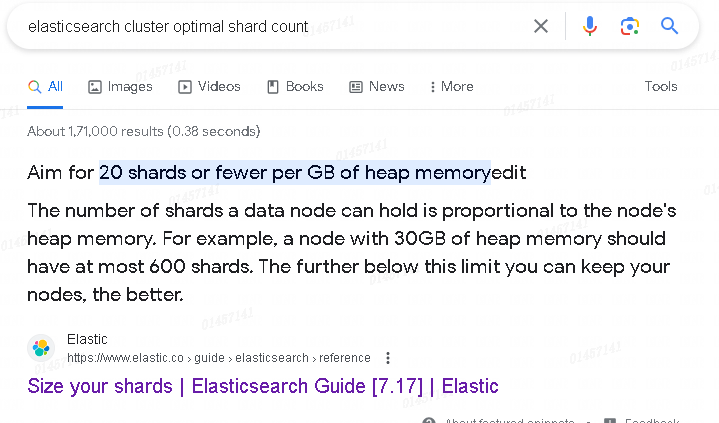 elasticsearch cluster optimal shard count
All Images Videos Books News More Tools
About 1,71,000 results (0.38 seconds)
Aim for 20 shards or fewer per GB of heap memoryedit
The number of shards a data node can hold is proportional to the node's
heap memory. For example, a node with 30GB of heap memory should
have at most 600 shards. The further below this limit you can keep your
nodes, the better.
Elastic
https://www.elastic.co › guide › elasticsearch › reference
Size your shards | Elasticsearch Guide [7.17] | Elastic
About featured snippets • Feedback